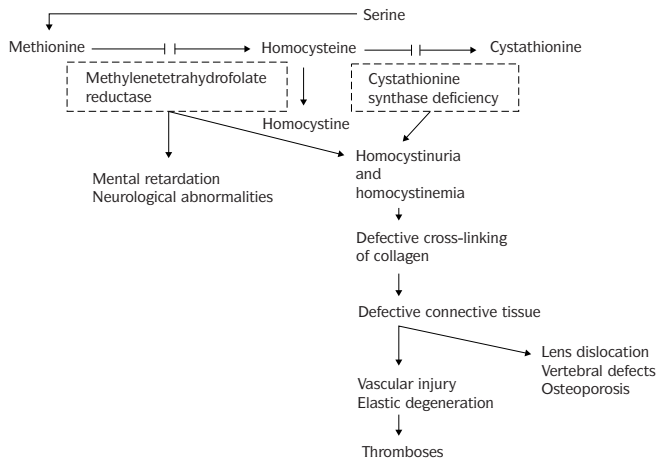 Serine
Methionine
Homocysteine
Cystathionine
Methylenetetrahydrofolate
reductase
Cystathionine
synthase deficiency
Homocystine
Homocystinuria
and
homocystinemia
Mental retardation
Neurological abnormalities
Defective cross-linking
of collagen
Defective connective tissue
Lens dislocation
Vertebral defects
Osteoporosis
Vascular injury
Elastic degeneration
Thromboses